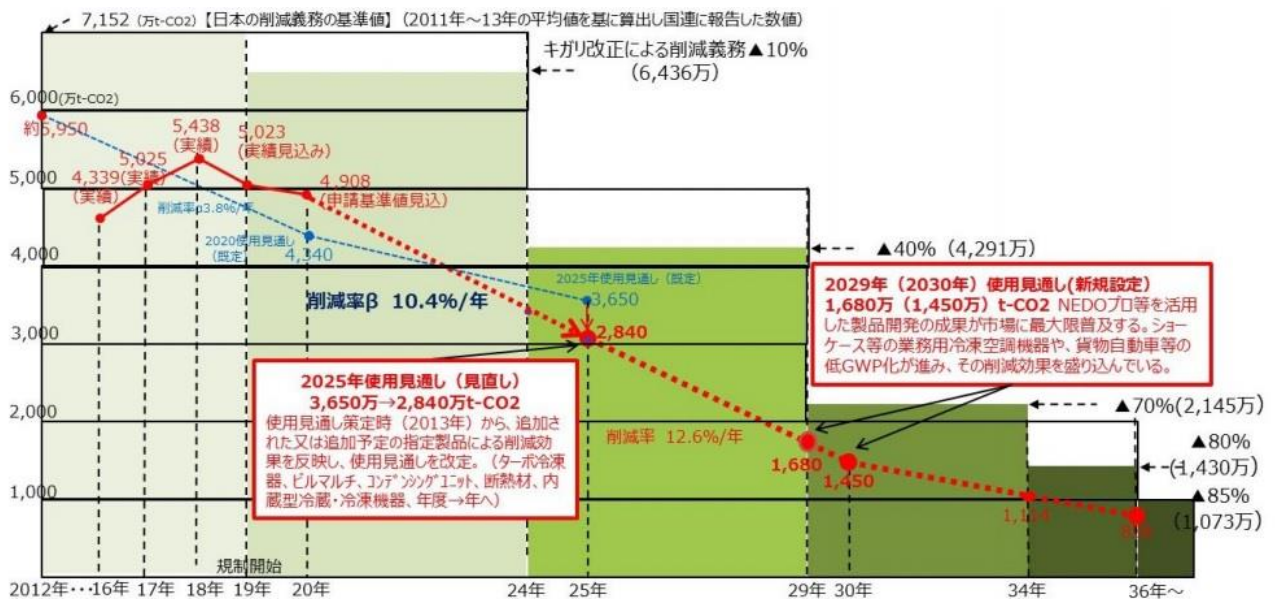 7,152 (万t-CO2) 【日本の削減義務の基準値】 (2011年~13年の平均値を基に算出し国連に報告した数値)
キガリ改正による削減義務▲10%
(6,436万)
6,000(万t-CO2)
約5,950
5,438
(実績)
5,023
(実績見込み)
5,025
(実績)
4,339
(実績)
4,908
(申請基準値見込)
5,000
削減率α3.8%/年
2020使用見通し
(既定)
4,340
4,000
▲40% (4,291万)
2025年使用見通し(既定)
3,650
削減率β 10.4%/年
2,840
3,000
2029年(2030年)使用見通し(新規設定)
1,680万(1,450万)t-CO2 NEDOプロ等を活用
した製品開発の成果が市場に最大限普及する。ショー
ケース等の業務用冷凍空調機器や、貨物自動車等の
低GWP化が進み、その削減効果を盛り込んでいる。
2025年使用見通し(見直し)
3,650万→2,840万t-CO2
使用見通し策定時(2013年)から、追加さ
れた又は追加予定の指定製品による削減効
果を反映し、使用見通しを改定。(ターボ冷凍
器、ビルマルチ、コンデンシングユニット、断熱材、内
蔵型冷蔵・冷凍機器、年度→年へ)
2,000
▲70%(2,145万)
削減率 12.6%/年
1,680
1,450
▲80%
(1,430万)
1,000
▲85%
(1,073万)
1,114
規制開始
2012年・・・16年 17年 18年 19年 20年 24年 25年 29年 30年 34年 36年~